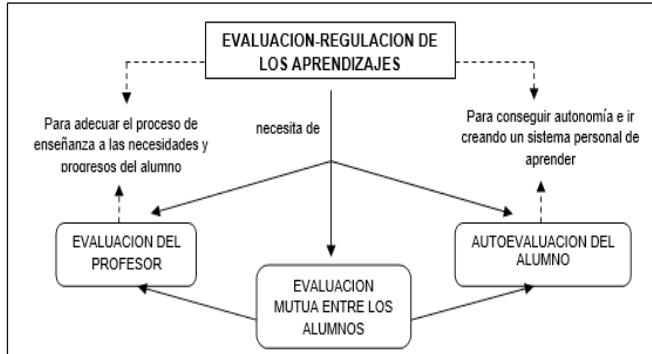 EVALUACION-REGULACION DE
LOS APRENDIZAJES
Para adecuar el proceso de
enseñanza a las necesidades y
progresos del alumno
necesita de
Para conseguir autonomía e ir
creando un sistema personal de
aprender
EVALUACION DEL
PROFESOR
AUTOEVALUACION DEL
ALUMNO
EVALUACION
MUTUA ENTRE LOS
ALUMNOS